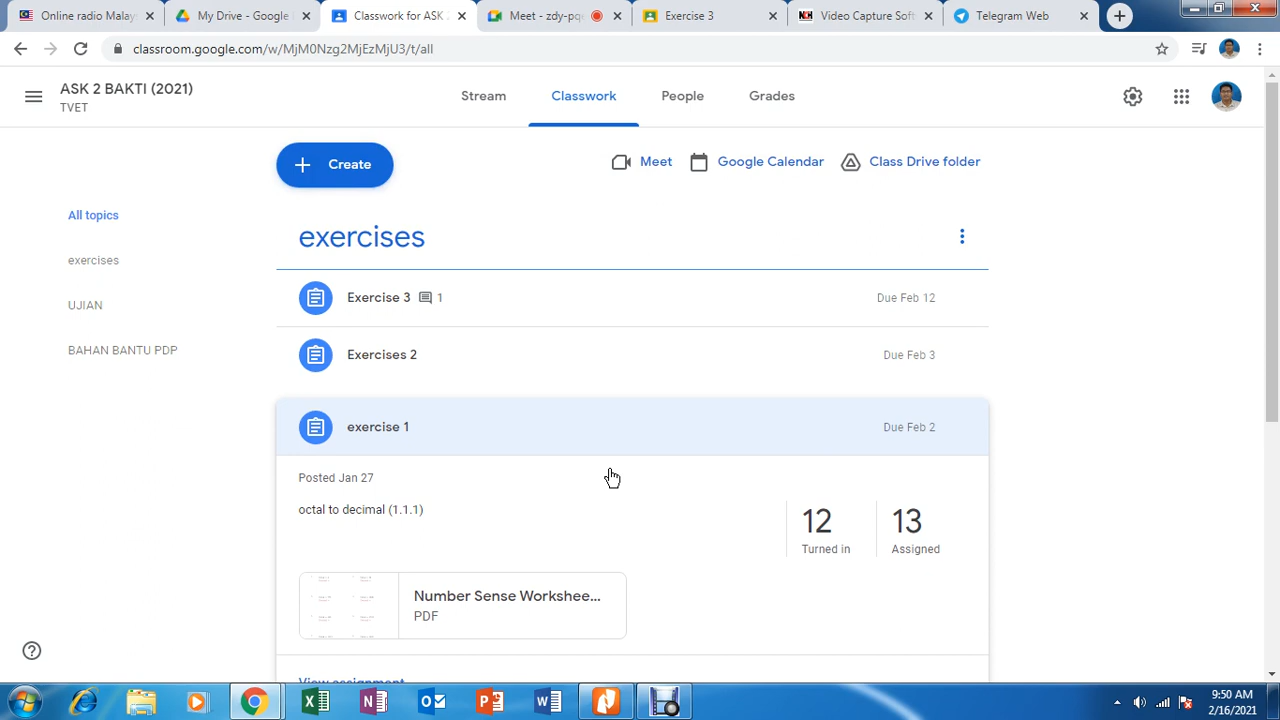 Online radio Malays
My Drive - Google
Classwork for ASK 2
Meet
Exercise 3
Video Capture Soft
Telegram Web
classroom.google.com/w/MjM0Nzg2MjEzMjU3/t/all
ASK 2 BAKTI (2021)
TVET
Stream
Classwork
People
Grades
Create
Meet
Google Calendar
Class Drive folder
All topics
exercises
UJIAN
BAHAN BANTU PDP
exercises
Exercise 3
1
Due Feb 12
Exercises 2
Due Feb 3
exercise 1
Due Feb 2
Posted Jan 27
octal to decimal (1.1.1)
12
Turned in
13
Assigned
Number Sense Workshee...
PDF
View assignment
9:50 AM
2/16/2021